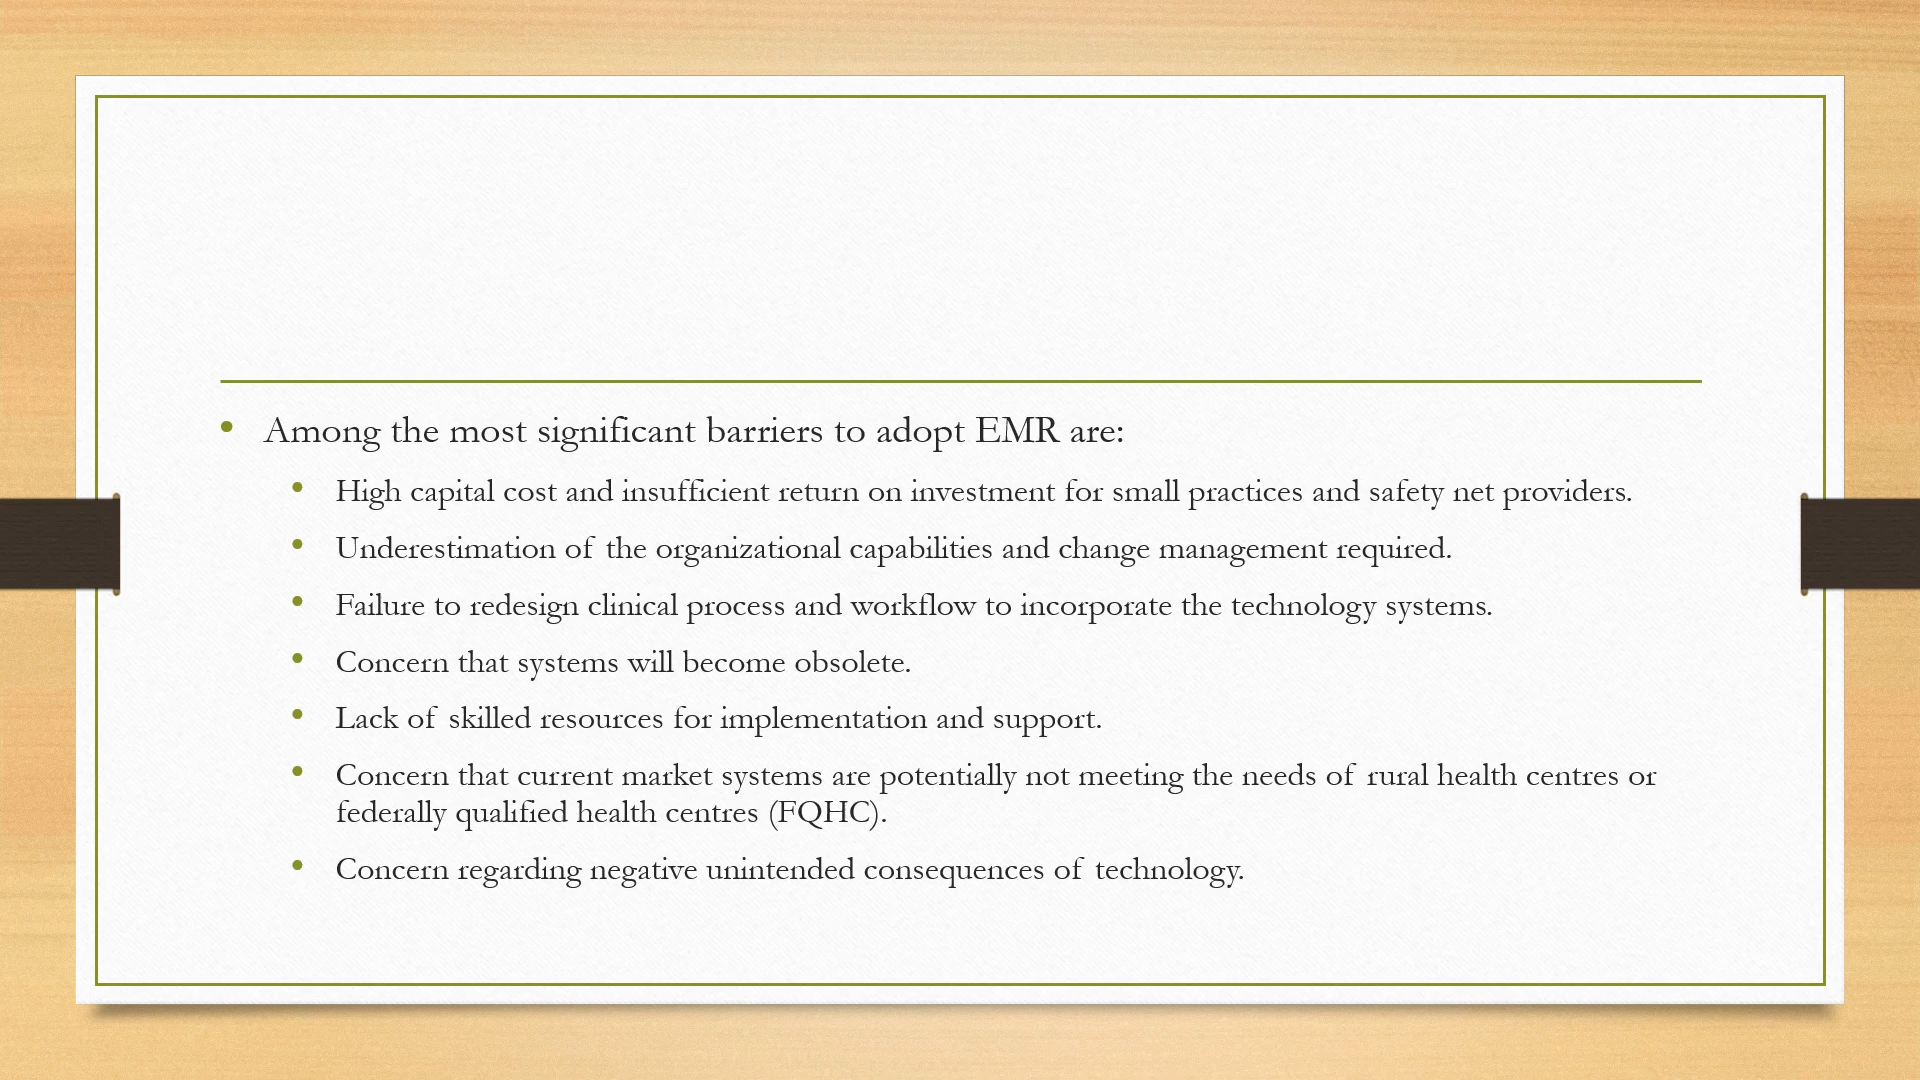 • Among the most significant barriers to adopt EMR are:
• High capital cost and insufficient return on investment for small practices and safety net providers.
• Underestimation of the organizational capabilities and change management required.
• Failure to redesign clinical process and workflow to incorporate the technology systems.
• Concern that systems will become obsolete.
• Lack of skilled resources for implementation and support.
• Concern that current market systems are potentially not meeting the needs of rural health centres or
federally qualified health centres (FQHC).
• Concern regarding negative unintended consequences of technology.